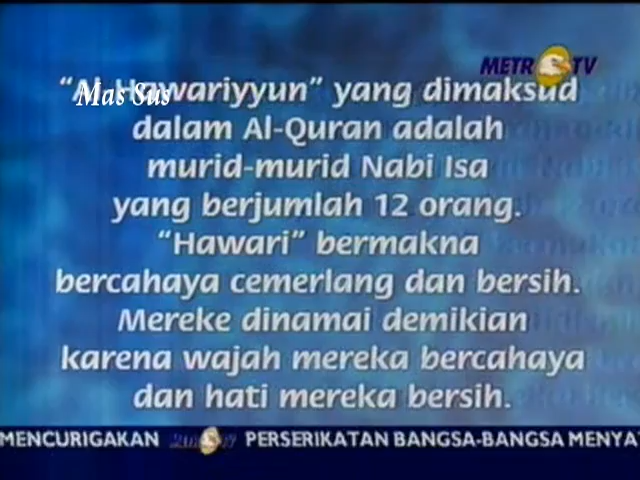 METRO TV
"Al-Hawariyyun" yang dimaksud
Mas Sus
dalam Al-Quran adalah
murid-murid Nabi Isa
yang berjumlah 12 orang.
"Hawari" bermakna
bercahaya cemerlang dan bersih.
Mereke dinamai demikian
karena wajah mereka bercahaya
dan hati mereka bersih.
MENCURIGAKAN METRO TV PERSERIKATAN BANGSA-BANGSA MENYAT